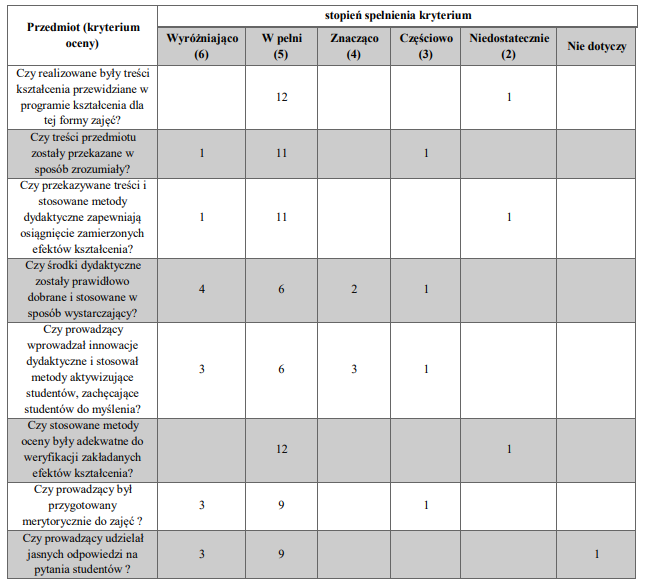 Przedmiot (kryterium
oceny)
stopień spełnienia kryterium
Wyróżniająco
(6)
W pełni
(5)
Znacząco
(4)
Częściowo
(3)
Niedostatecznie
(2)
Nie dotyczy
Czy realizowane były treści
kształcenia przewidziane w
programie kształcenia dla
tej formy zajęć?
12
1
Czy treści przedmiotu
zostały przekazane w
sposób zrozumiały?
1
11
1
Czy przekazywane treści i
stosowane metody
dydaktyczne zapewniają
osiągnięcie zamierzonych
efektów kształcenia?
1
11
1
Czy środki dydaktyczne
zostały prawidłowo
dobrane i stosowane w
sposób wystarczający?
4
6
2
1
Czy prowadzący
wprowadzał innowacje
dydaktyczne i stosował
metody aktywizujące
studentów, zachęcające
studentów do myślenia?
3
6
3
1
Czy stosowane metody
oceny były adekwatne do
weryfikacji zakładanych
efektów kształcenia?
12
1
Czy prowadzący był
przygotowany
merytorycznie do zajęć ?
3
9
1
Czy prowadzący udzielał
jasnych odpowiedzi na
pytania studentów ?
3
9
1